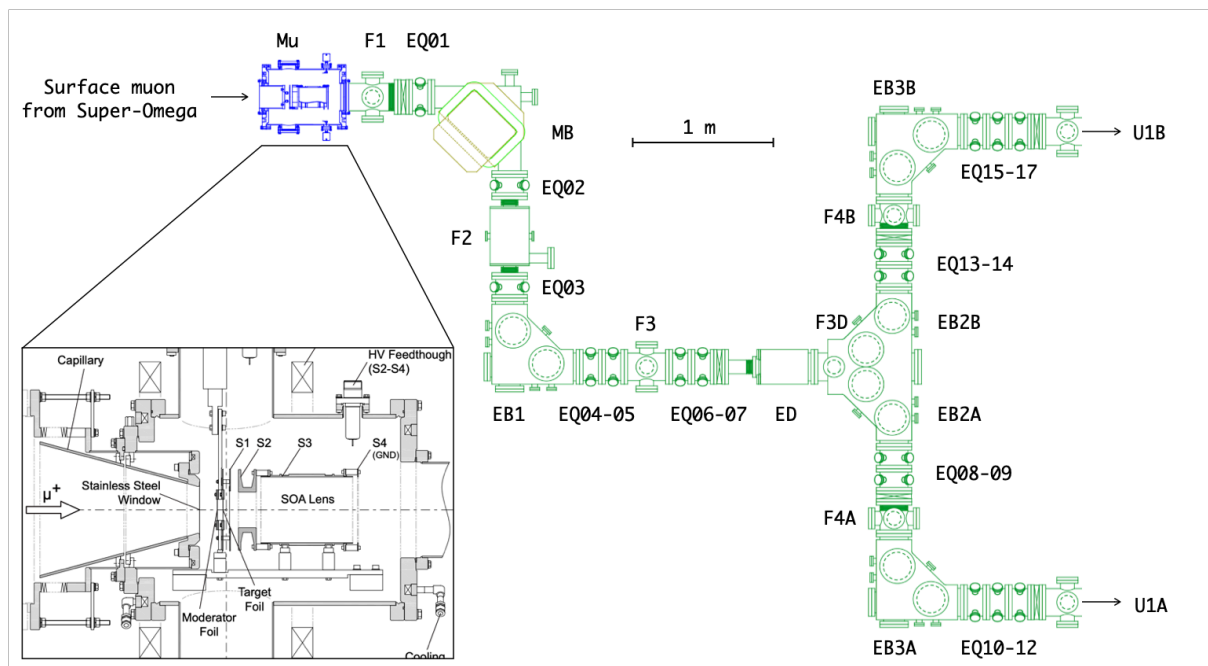 Mu
F1
EQ01
Surface muon
from Super-Omega
MB
1 m
EB3B
U1B
EQ15-17
EQ02
F4B
F2
EQ13-14
EQ03
F3
F3D
EB2B
EB1
EQ04-05
EQ06-07
ED
EB2A
EQ08-09
F4A
U1A
EB3A
EQ10-12
Capillary
HV Feedthough
(S2-S4)
S1
S2
S3
S4
(GND)
μ+
Stainless Steel
Window
SOA Lens
Target
Foil
Moderator
Foil
Cooling